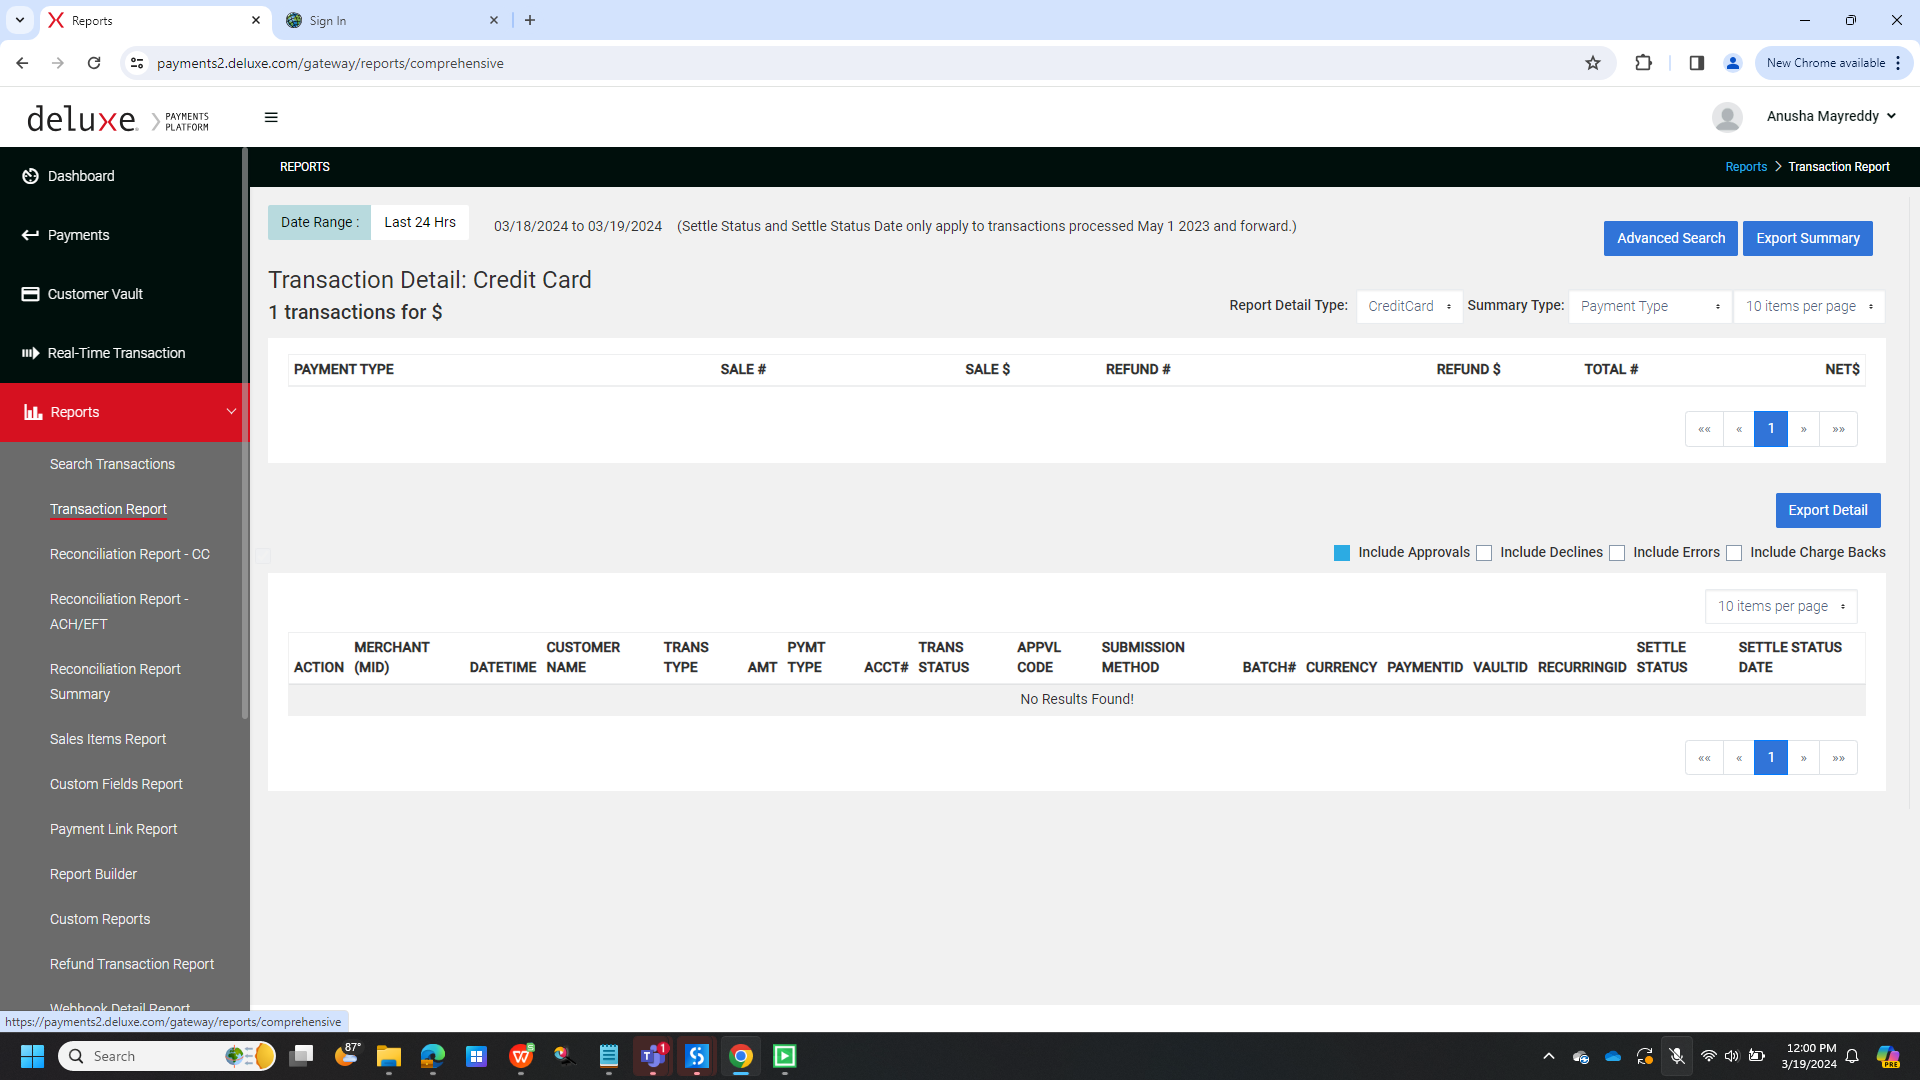 Reports
Sign In
payments2.deluxe.com/gateway/reports/comprehensive
New Chrome available
deluxe.
PAYMENTS
PLATFORM
Anusha Mayreddy
Dashboard
Payments
Customer Vault
Real-Time Transaction
Reports
Search Transactions
Transaction Report
Reconciliation Report - CC
Reconciliation Report -
ACH/EFT
Reconciliation Report
Summary
Sales Items Report
Custom Fields Report
Payment Link Report
Report Builder
Custom Reports
Refund Transaction Report
Webhook Detail Report
https://payments2.deluxe.com/gateway/reports/comprehensive
REPORTS
Reports > Transaction Report
Date Range : Last 24 Hrs 03/18/2024 to 03/19/2024 (Settle Status and Settle Status Date only apply to transactions processed May 1 2023 and forward.)
Advanced Search Export Summary
Transaction Detail: Credit Card
1 transactions for $
Report Detail Type: CreditCard Summary Type: Payment Type 10 items per page
PAYMENT TYPE SALE # SALE $ REFUND # REFUND $ TOTAL # NET$
«« « 1 » »»
Export Detail
Include Approvals Include Declines Include Errors Include Charge Backs
10 items per page
ACTION MERCHANT (MID) DATETIME CUSTOMER NAME TRANS TYPE AMT PYMT TYPE ACCT# TRANS STATUS APPVL CODE SUBMISSION METHOD BATCH# CURRENCY PAYMENTID VAULTID RECURRINGID SETTLE STATUS SETTLE STATUS DATE
No Results Found!
«« « 1 » »»
Search
87°
1
12:00 PM
3/19/2024
PRE